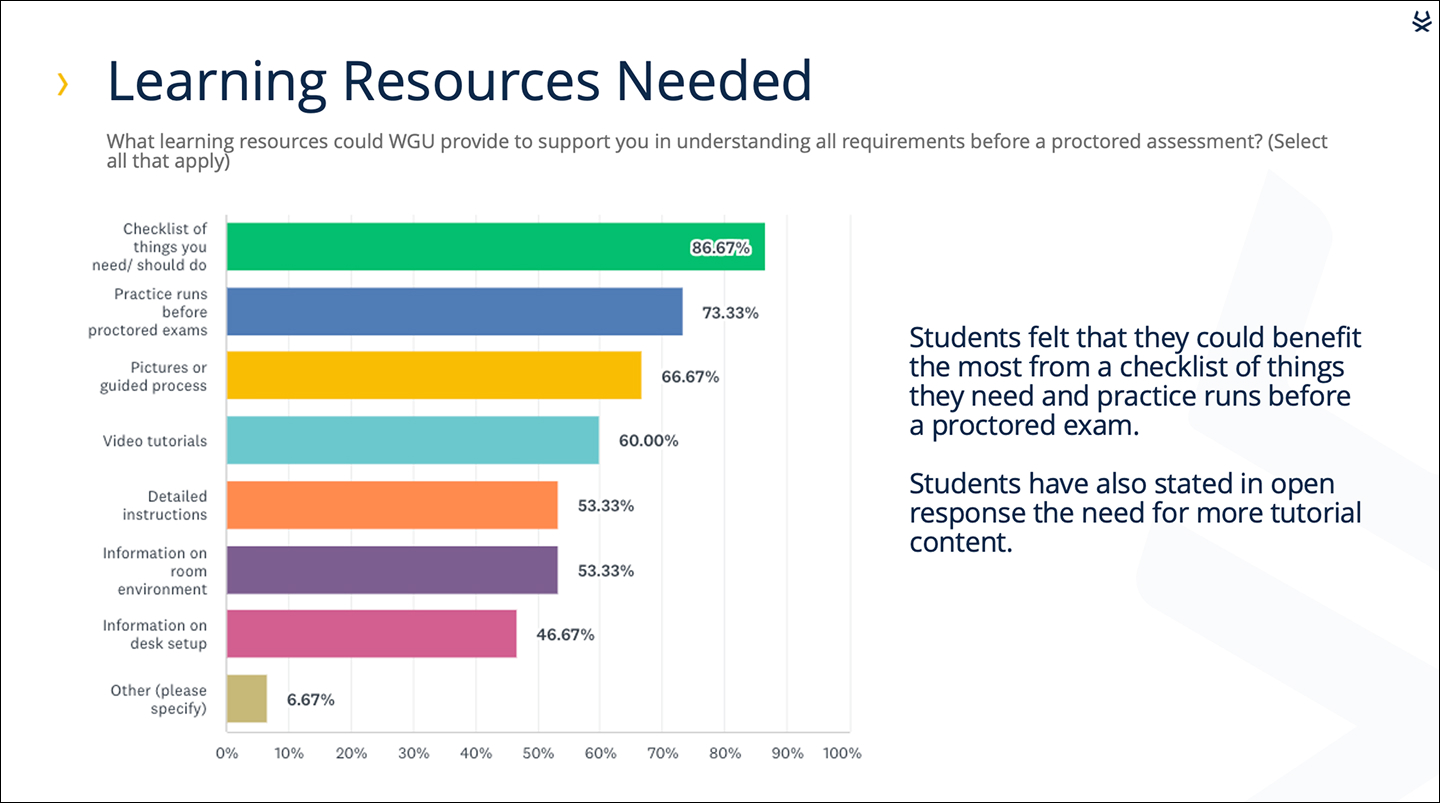 Learning Resources Needed
What learning resources could WGU provide to support you in understanding all requirements before a proctored assessment? (Select
all that apply)
Checklist of
things you
need/ should do
86.67%
Practice runs
before
proctored exams
73.33%
Pictures or
guided process
66.67%
Video tutorials
60.00%
Detailed
instructions
53.33%
Information on
room
environment
53.33%
Information on
desk setup
46.67%
Other (please
specify)
6.67%
0% 10% 20% 30% 40% 50% 60% 70% 80% 90% 100%
Students felt that they could benefit
the most from a checklist of things
they need and practice runs before
a proctored exam.
Students have also stated in open
response the need for more tutorial
content.